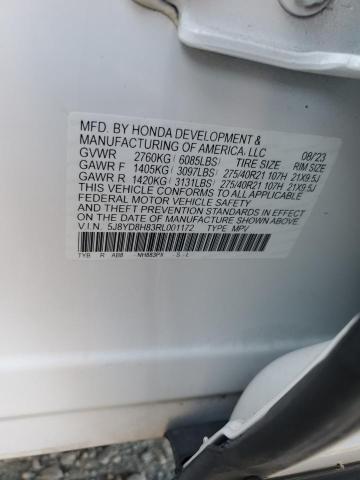 MFD. BY HONDA DEVELOPMENT &
MANUFACTURING OF AMERICA, LLC 08/23
GVWR 2760KG( 6085LBS) TIRE SIZE RIM SIZE
GAWR F 1405KG( 3097LBS) 275/40R21 107H 21X9.5J
GAWR R 1420KG( 3131LBS) 275/40R21 107H 21X9.5J
THIS VEHICLE CONFORMS TO ALL APPLICABLE
FEDERAL MOTOR VEHICLE SAFETY
AND THEFT PREVENTION STANDARDS IN EFFECT
ON THE DATE OF MANUFACTURE SHOWN ABOVE.
V.I.N. 5J8YD8H83RL001172 TYPE MPV
TYB R AB8 NH883PX S - L